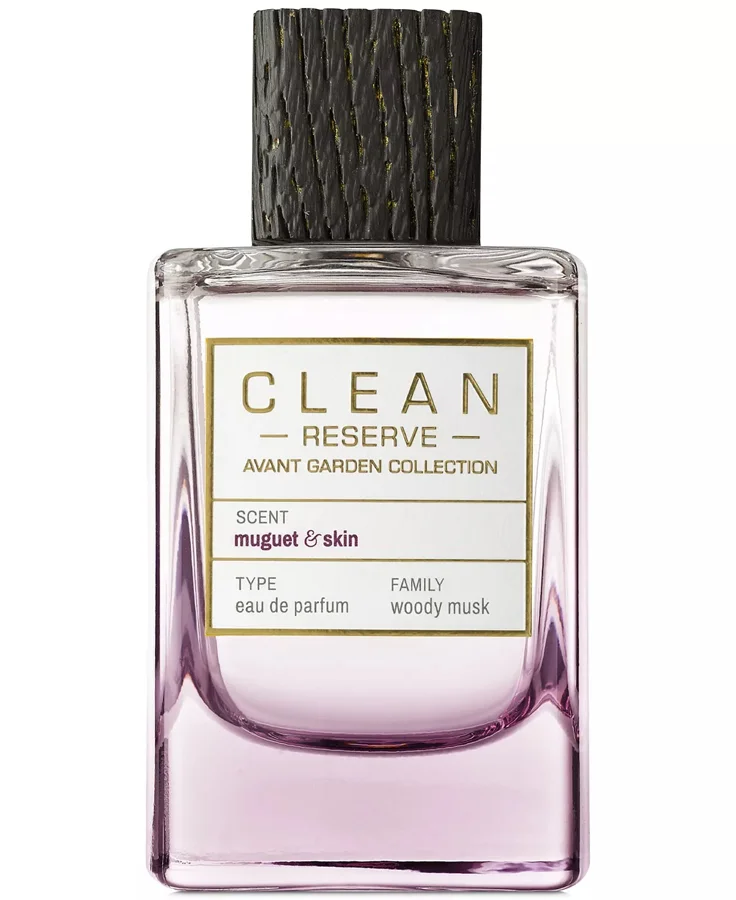 CLEAN
— RESERVE —
AVANT GARDEN COLLECTION
SCENT
muguet & skin
TYPE FAMILY
eau de parfum woody musk